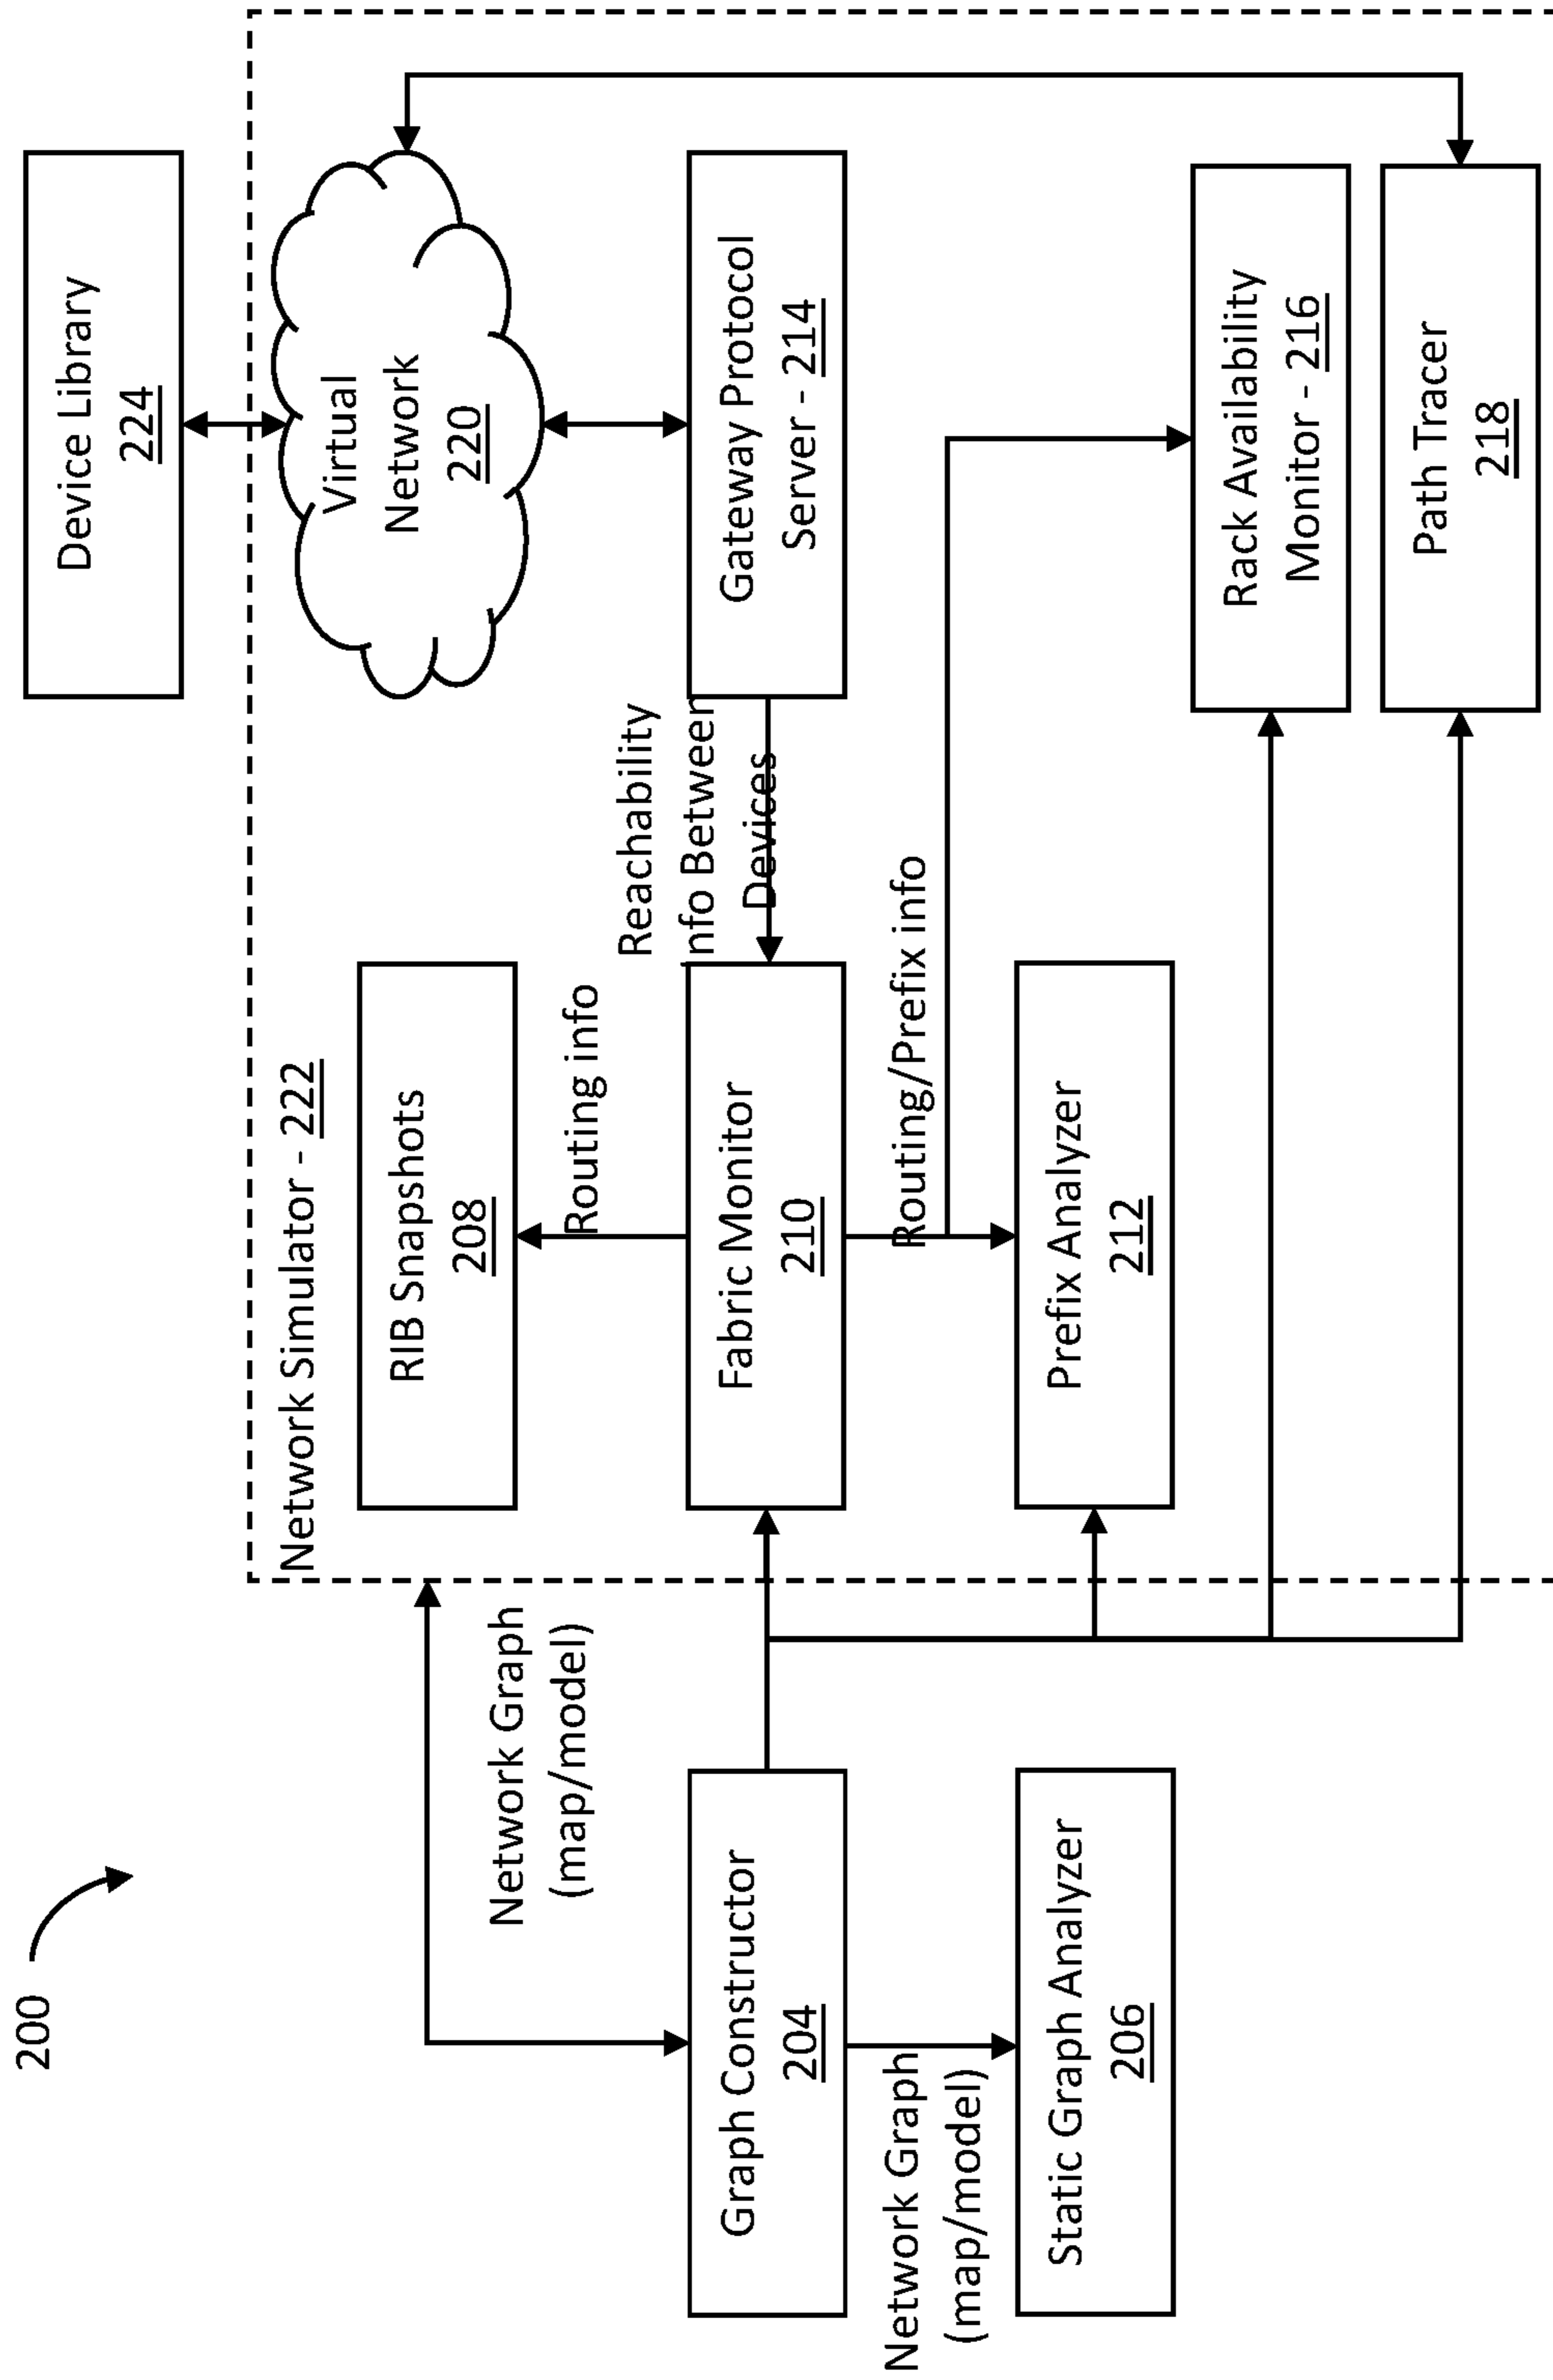 200
Device Library
224
Network Simulator - 222
Virtual
Network
220
RIB Snapshots
208
Network Graph
(map/model)
Routing info
Reachability
nfo Between
Devices
Graph Constructor
204
Fabric Monitor
210
Gateway Protocol
Server - 214
Network Graph
(map/model)
Routing/Prefix info
Static Graph Analyzer
206
Prefix Analyzer
212
Rack Availability
Monitor - 216
Path Tracer
218